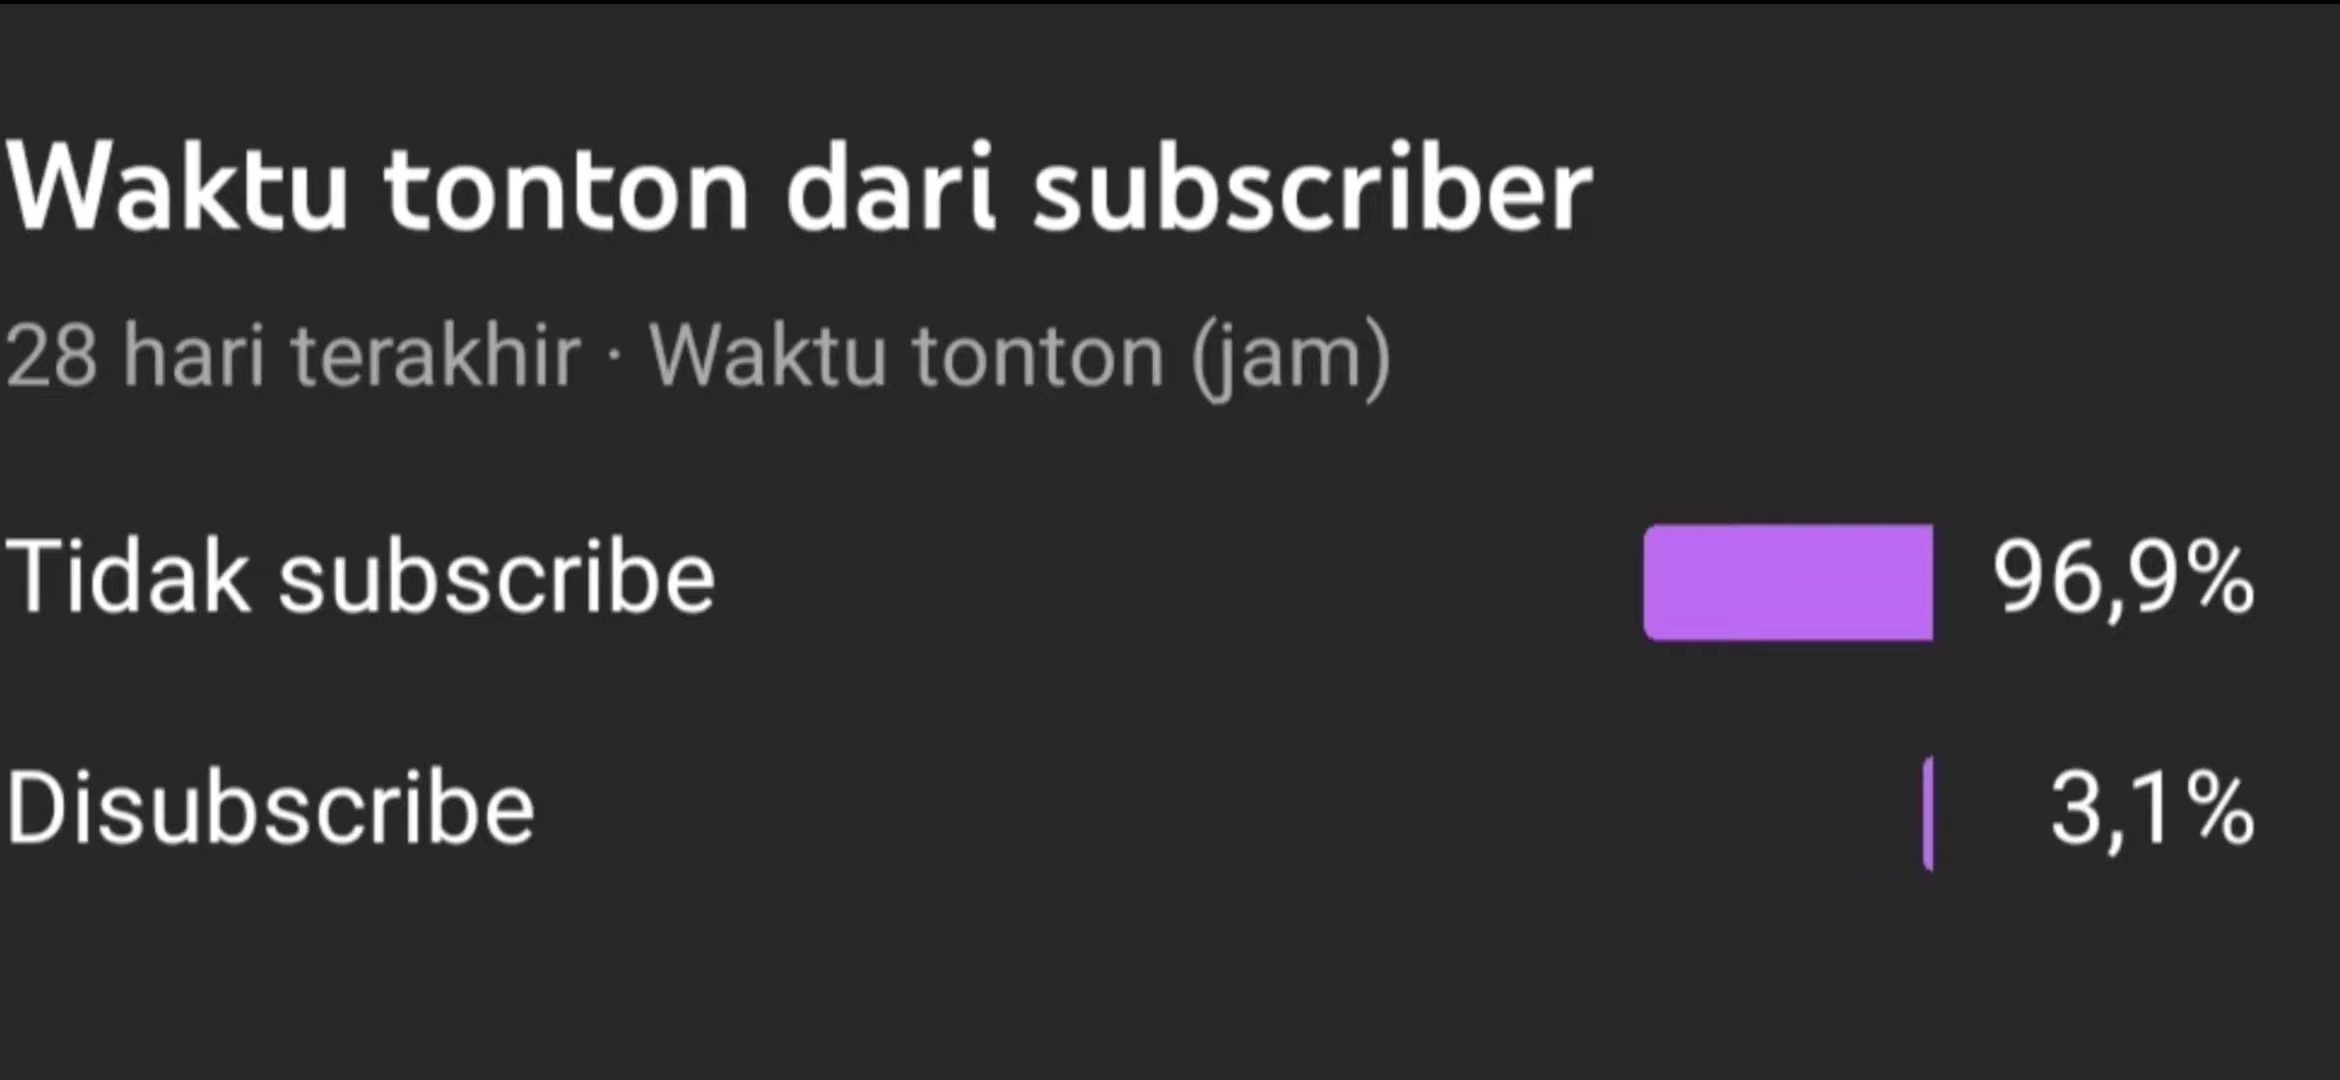 Waktu tonton dari subscriber
28 hari terakhir · Waktu tonton (jam)
Tidak subscribe 96,9%
Disubscribe 3,1%